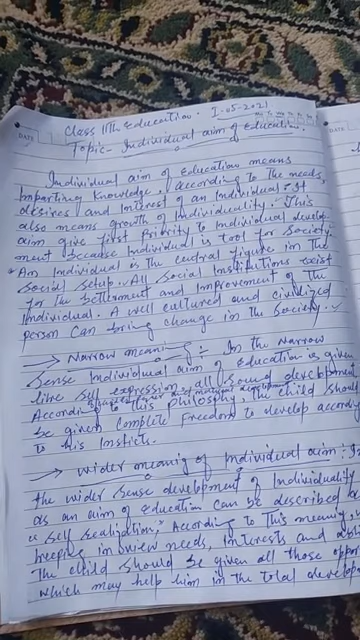 Class 11th Education. 1-05-2021
Topic- Individual aim of Education.
DATE
Individual aim of Education means
Imparting Knowledge, According to the needs,
desires and Interest of an Individual. It
also means growth of Individuality. This
aim give first priority to Individual develop
ment because Individual is tool for Society.
"An Individual is the central figure in the
Social Setup. All Social Institutions exist
for the betterment and Improvement of the
Individual. A well cultured and civilized
person can bring change in the Society.
→ Narrow meaning :- In the Narrow
Sense Individual aim of Education is given
like self expression, all round development
According to this philosophy the child should
be given complete freedom to develop accordi
to his Insticts.
→ wider meanig of Individual aim :-
the wider sense development of Individuality
as an aim of Education can be described
"Self Realization," According to this meaning
keeping in view needs, Interests and
The child should be given all those oppor
which may help him in the total develop